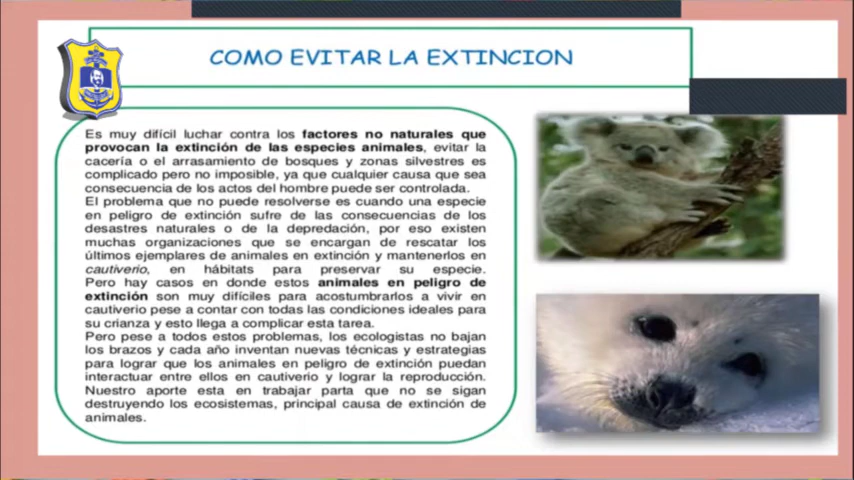 COMO EVITAR LA EXTINCION
Es muy difícil luchar contra los factores no naturales que
provocan la extinción de las especies animales, evitar la
cacería o el arrasamiento de bosques y zonas silvestres es
complicado pero no imposible, ya que cualquier causa que sea
consecuencia de los actos del hombre puede ser controlada.
El problema que no puede resolverse es cuando una especie
en peligro de extinción sufre de las consecuencias de los
desastres naturales o de la depredación, por eso existen
muchas organizaciones que se encargan de rescatar los
últimos ejemplares de animales en extinción y mantenerlos en
cautiverio, en hábitats para preservar su especie.
Pero hay casos en donde estos animales en peligro de
extinción son muy difíciles para acostumbrarlos a vivir en
cautiverio pese a contar con todas las condiciones ideales para
su crianza y esto llega a complicar esta tarea.
Pero pese a todos estos problemas, los ecologistas no bajan
los brazos y cada año inventan nuevas técnicas y estrategias
para lograr que los animales en peligro de extinción puedan
interactuar entre ellos en cautiverio y lograr la reproducción.
Nuestro aporte esta en trabajar parta que no se sigan
destruyendo los ecosistemas, principal causa de extinción de
animales.